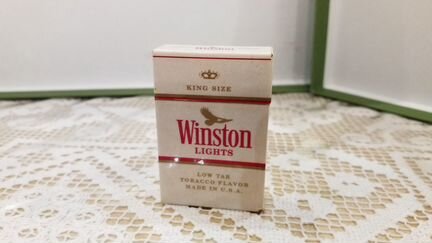 KING SIZE
Winston
LIGHTS
LOW TAR
TOBACCO FLAVOR
MADE IN U.S.A.